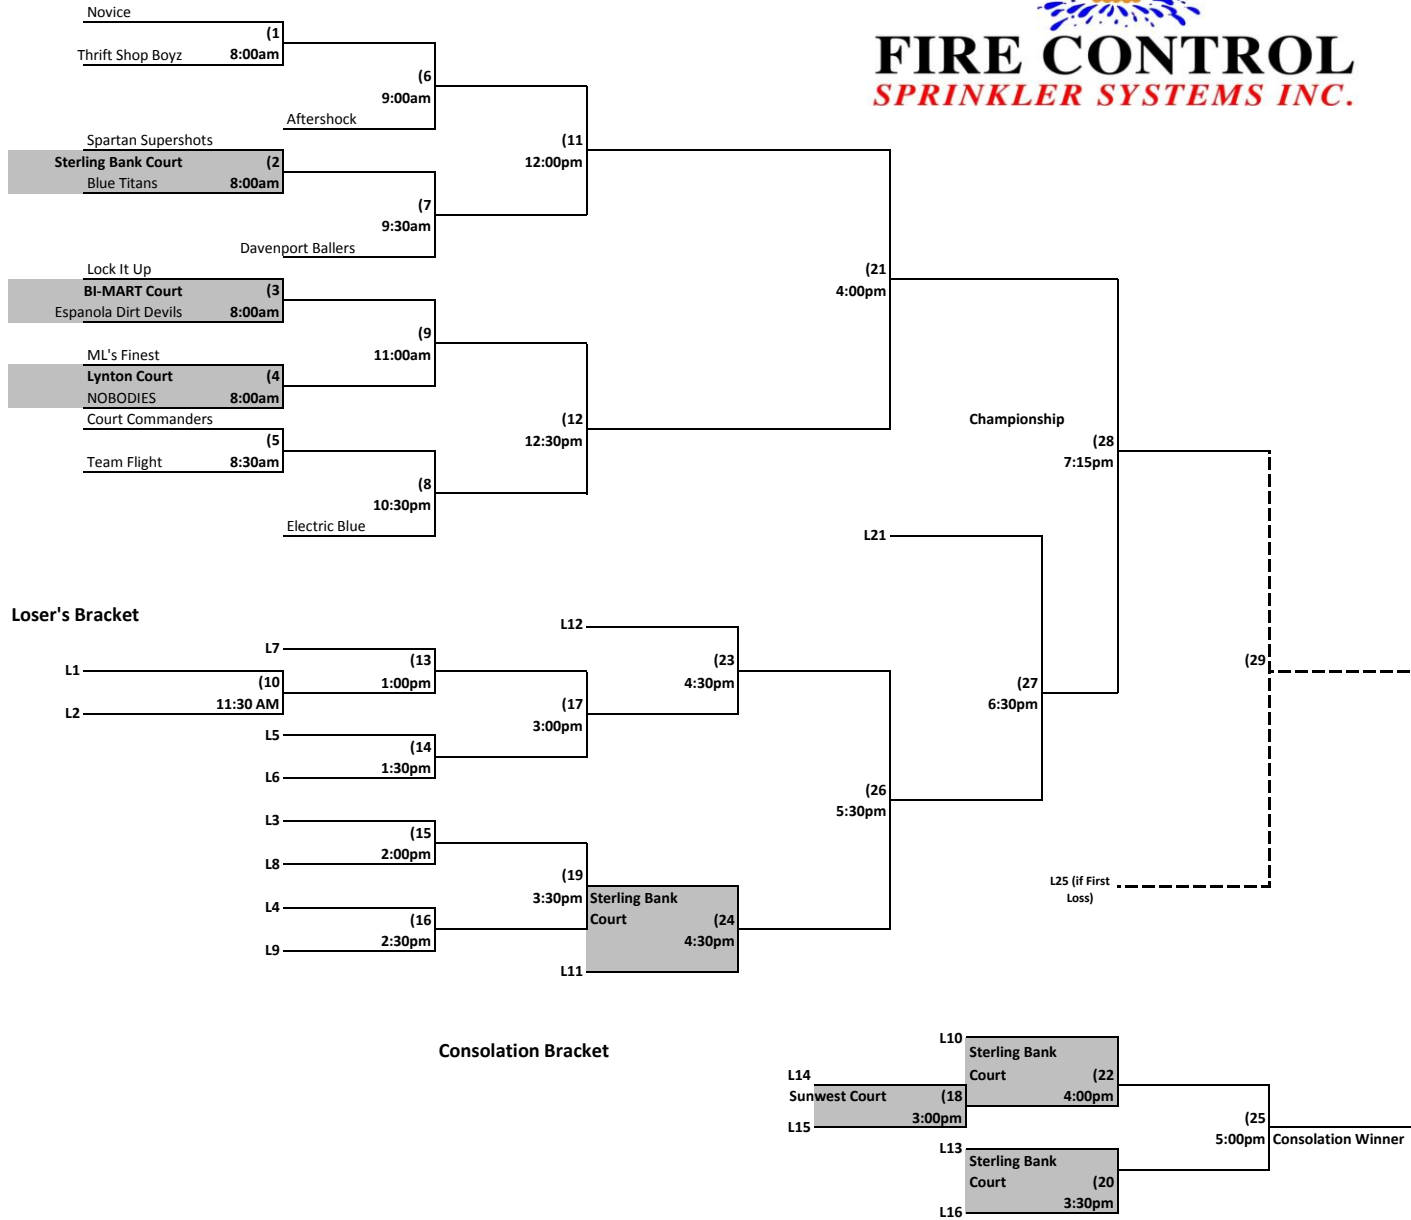 Novice
(1
Thrift Shop Boyz 8:00am
FIRE CONTROL
SPRINKLER SYSTEMS INC.
(6
9:00am
Aftershock
Spartan Supershots
Sterling Bank Court (2
Blue Titans 8:00am
(11
12:00pm
(7
9:30am
Davenport Ballers
Lock It Up
BI-MART Court (3
Espanola Dirt Devils 8:00am
(21
4:00pm
(9
11:00am
ML's Finest
Lynton Court (4
NOBODIES 8:00am
Court Commanders
(5
Team Flight 8:30am
(12
12:30pm
Championship
(28
7:15pm
(8
10:30pm
Electric Blue
L21
Loser's Bracket
L12
L7
L1
(13
1:00pm
(10
11:30 AM
L2
(23
4:30pm
(17
3:00pm
(27
6:30pm
(29
L5
(14
1:30pm
L6
(26
5:30pm
L3
(15
2:00pm
L8
(19
3:30pm
Sterling Bank
Court (24
4:30pm
L25 (if First
Loss)
L4
(16
2:30pm
L9
L11
Consolation Bracket
L10
Sterling Bank
Court (22
4:00pm
L14
Sunwest Court (18
3:00pm
L15
(25
5:00pm Consolation Winner
L13
Sterling Bank
Court (20
3:30pm
L16